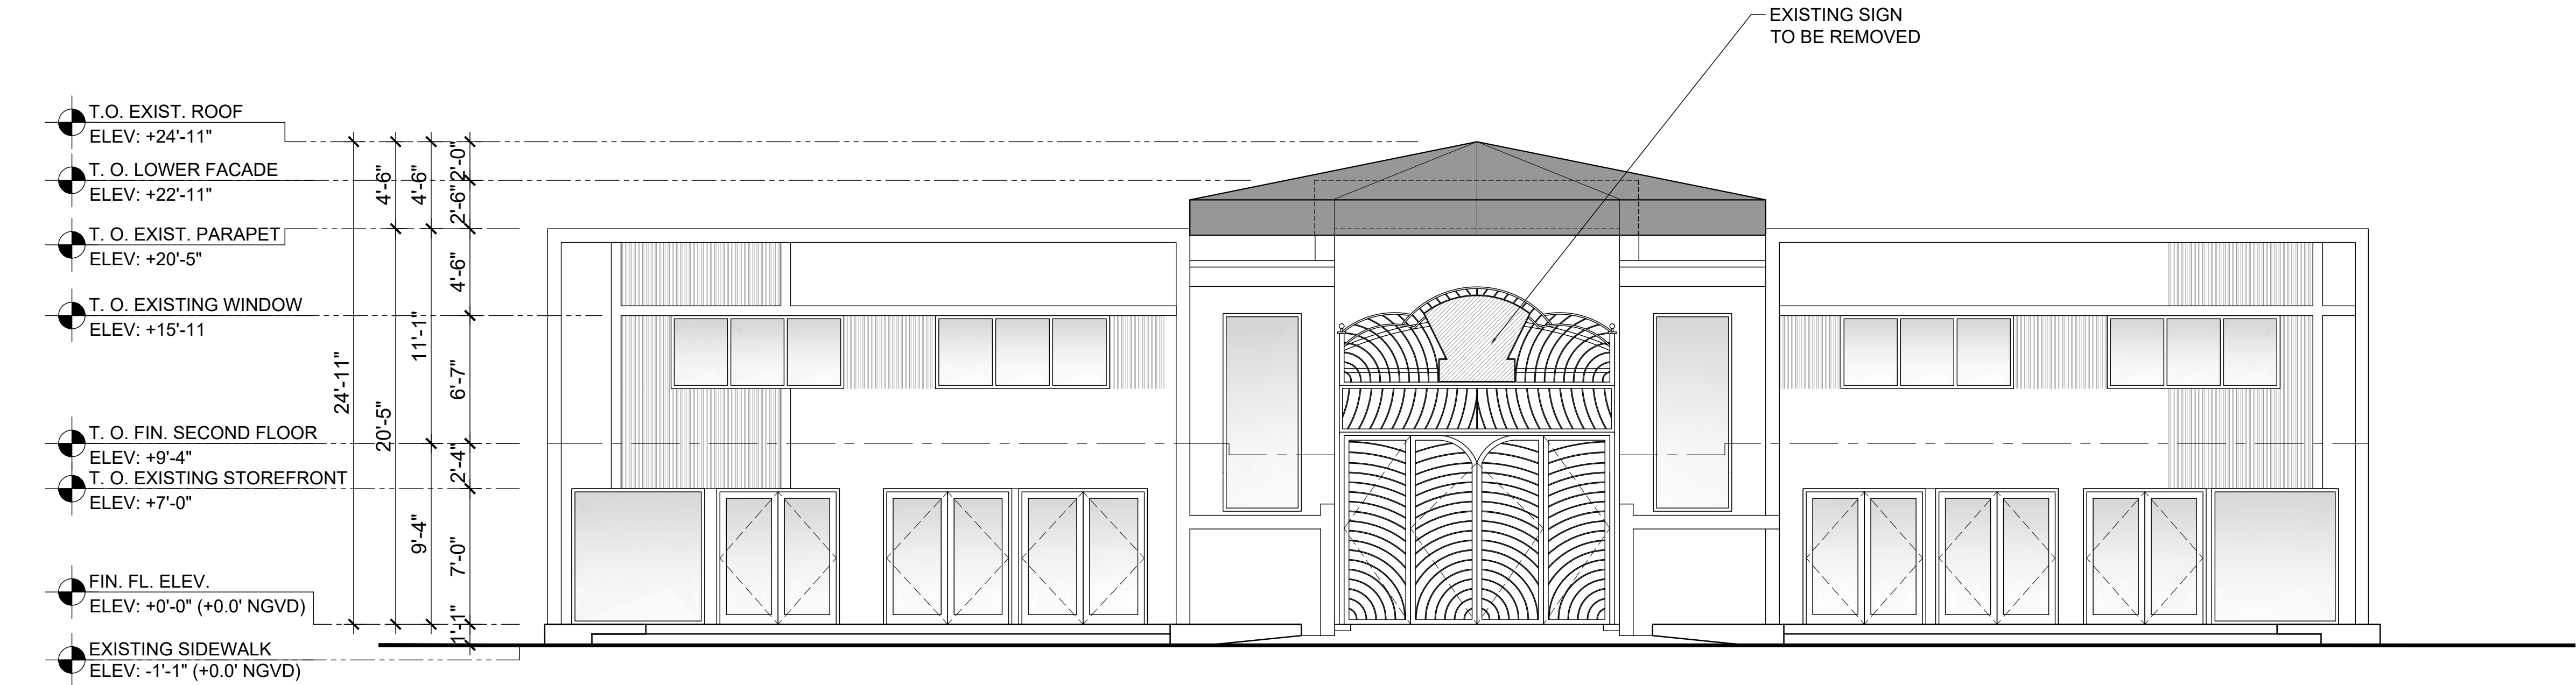 EXISTING SIGN
TO BE REMOVED
T.O. EXIST. ROOF
ELEV: +24'-11"
T. O. LOWER FACADE
ELEV: +22'-11"
T. O. EXIST. PARAPET
ELEV: +20'-5"
T. O. EXISTING WINDOW
ELEV: +15'-11
T. O. FIN. SECOND FLOOR
ELEV: +9'-4"
T. O. EXISTING STOREFRONT
ELEV: +7'-0"
FIN. FL. ELEV.
ELEV: +0'-0" (+0.0' NGVD)
EXISTING SIDEWALK
ELEV: -1'-1" (+0.0' NGVD)
24'-11"
4'-6"
20'-5"
4'-6"
11'-1"
9'-4"
2'-0"
2'-6"
4'-6"
6'-7"
2'-4"
7'-0"
1'-1"